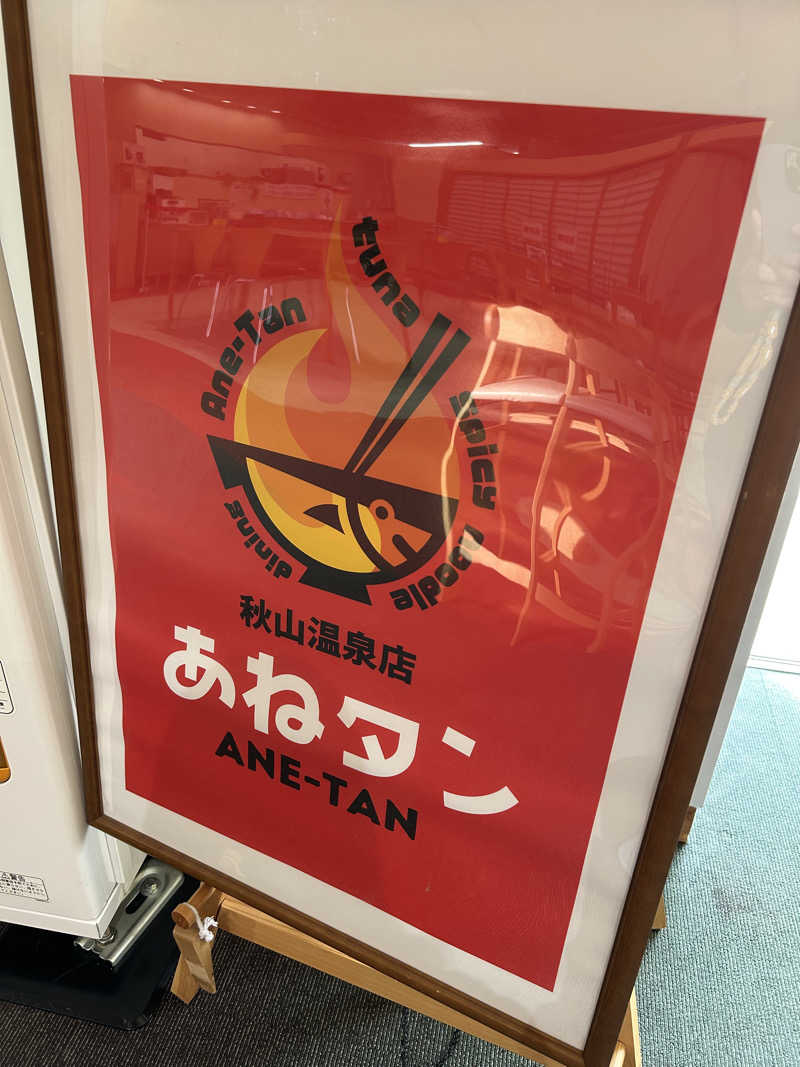 Ane-Tan
tuna
spicy noodle
dining
秋山温泉店
あねタン
ANE-TAN